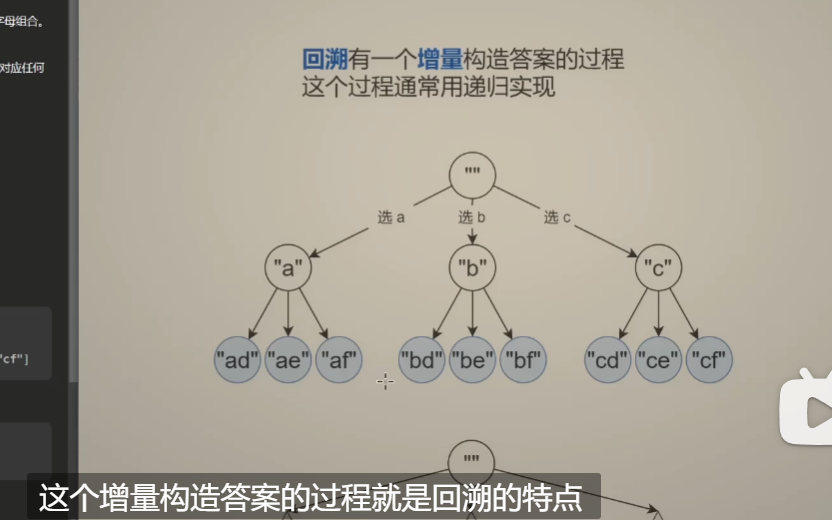 字母组合。
对应任何
"cf"]
回溯有一个增量构造答案的过程
这个过程通常用递归实现
""
选 a
选 b
选 c
"a"
"b"
"c"
"ad" "ae" "af" "bd" "be" "bf" "cd" "ce" "cf"
""
这个增量构造答案的过程就是回溯的特点